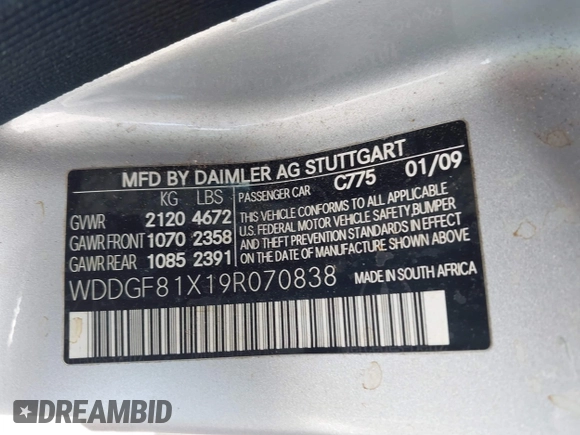 MFD BY DAIMLER AG STUTTGART
KG LBS PASSENGER CAR C775 01/09
GVWR 2120 4672
GAWR FRONT 1070 2358
GAWR REAR 1085 2391
THIS VEHICLE CONFORMS TO ALL APPLICABLE
U.S. FEDERAL MOTOR VEHICLE SAFETY, BUMPER
AND THEFT PREVENTION STANDARDS IN EFFECT
ON THE DATE OF MANUFACTURE SHOWN ABOVE
WDDGF81X19R070838 MADE IN SOUTH AFRICA
DREAMBID